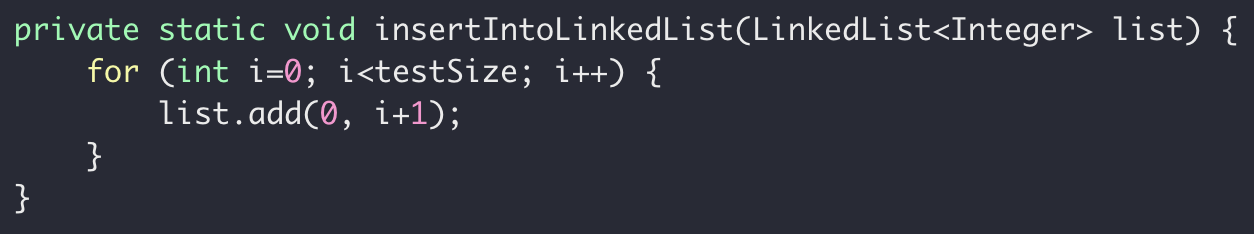 private static void insertIntoLinkedList(LinkedList<Integer> list) {
    for (int i=0; i<testSize; i++) {
        list.add(0, i+1);
    }
}